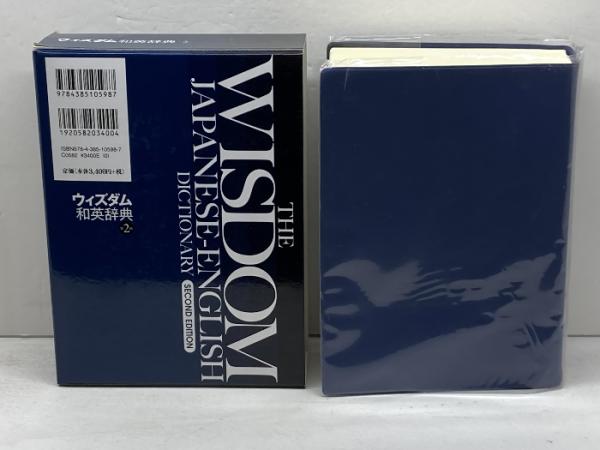 ウィズダム和英辞典 2
9784385105987
1920582034004
ISBN978-4-385-10598-7
C0582 ¥3400E (0)
定価(本体3,400円+税)
ウィズダム
和英辞典
第2版
THE
WISDOM
JAPANESE-ENGLISH
DICTIONARY
SECOND EDITION